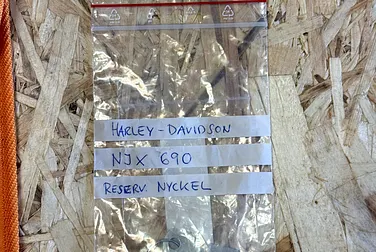 HARLEY-DAVIDSON
NJX 690
RESERV. NYCKEL